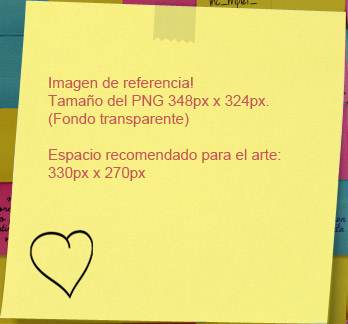 Imagen de referencia!
Tamaño del PNG 348px x 324px.
(Fondo transparente)
Espacio recomendado para el arte:
330px x 270px